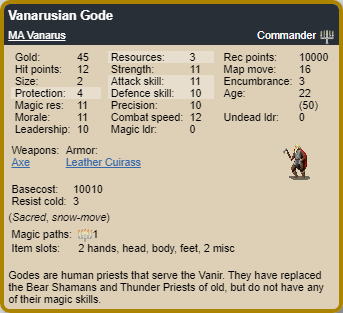 Vanarusian Gode
MA Vanarus Commander
Gold: 45 Resources: 3 Rec points: 10000
Hit points: 12 Strength: 11 Map move: 16
Size: 2 Attack skill: 11 Encumbrance: 3
Protection: 4 Defence skill: 10 Age: 22
Magic res: 11 Precision: 10 (50)
Morale: 11 Combat speed: 12 Undead ldr: 0
Leadership: 10 Magic ldr: 0
Weapons: Armor:
Axe Leather Cuirass
Basecost: 10010
Resist cold: 3
(Sacred, snow-move)
Magic paths: 1
Item slots: 2 hands, head, body, feet, 2 misc
Godes are human priests that serve the Vanir. They have replaced
the Bear Shamans and Thunder Priests of old, but do not have any
of their magic skills.